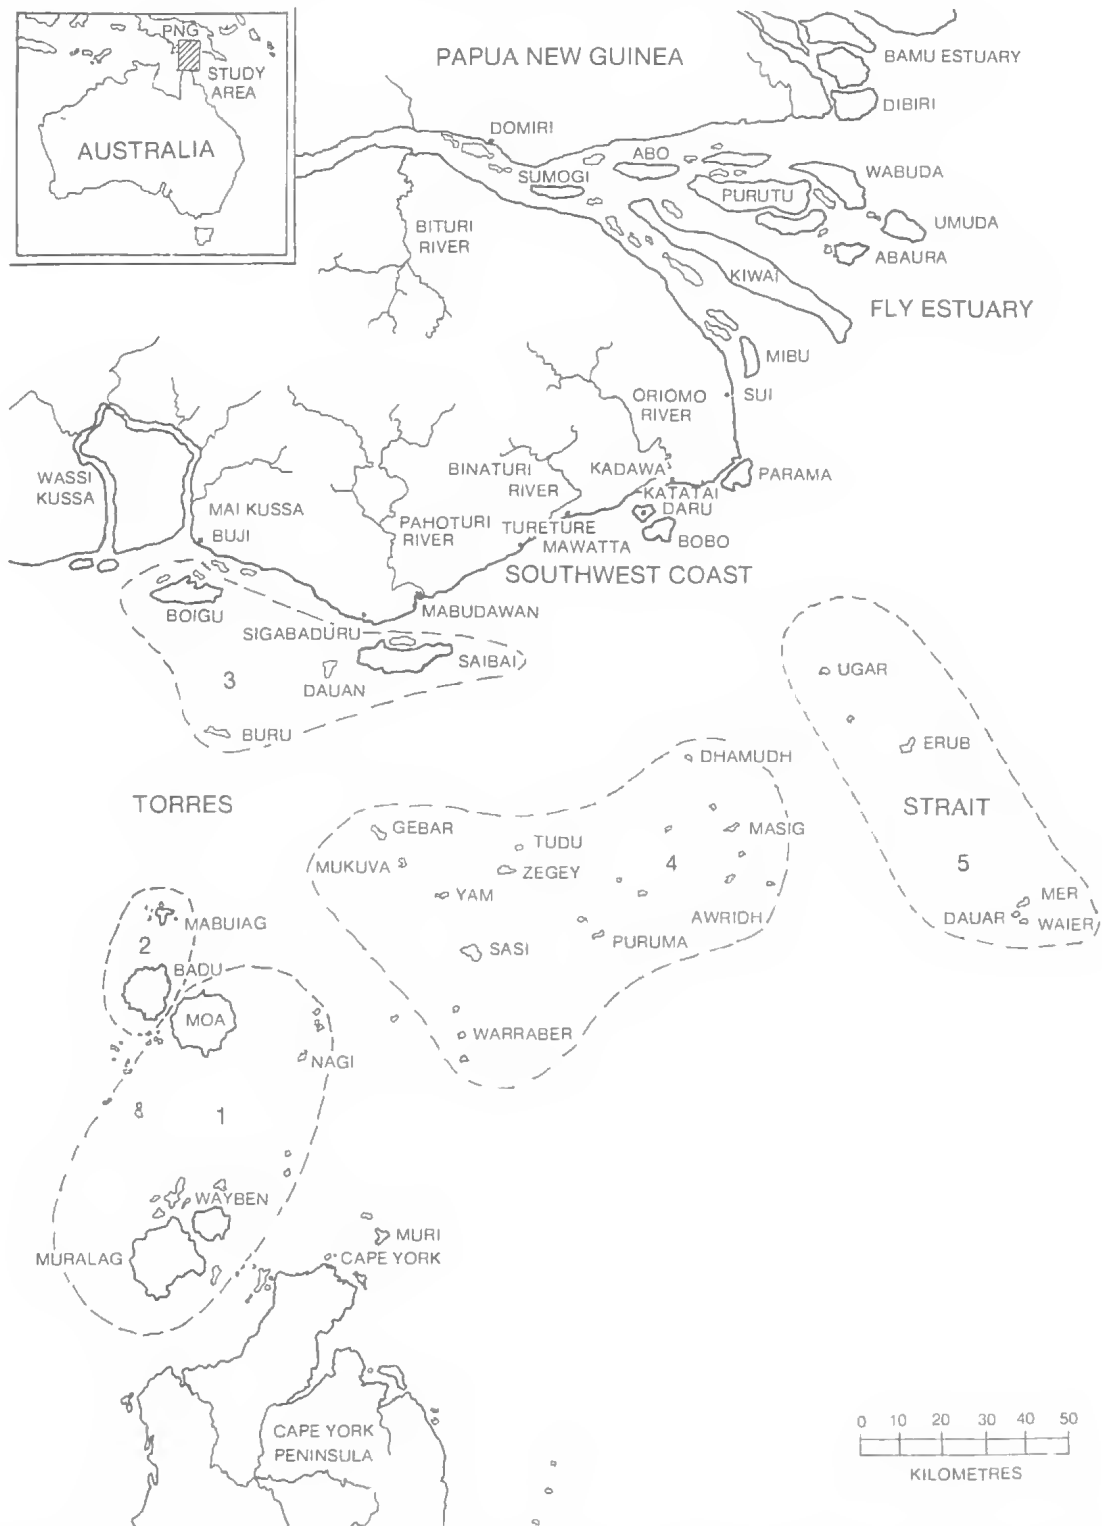 PNG
STUDY
AREA
AUSTRALIA
PAPUA NEW GUINEA
BAMU ESTUARY
DIBIRI
DOMIRI
ABO
SUMOGI
WABUDA
PURUTU
UMUDA
ABAURA
BITURI
RIVER
KIWAI
FLY ESTUARY
MIBU
SUI
ORIOMO
RIVER
WASSI
KUSSA
MAI KUSSA
BUJI
BINATURI
RIVER
KADAWA
PARAMA
KATATAI
DARU
PAHOTURI
RIVER
TURETURE
MAWATTA
BOBO
SOUTHWEST COAST
BOIGU
MABUDAWAN
SIGABADURU
SAIBAI
3
DAUAN
BURU
UGAR
ERUB
DHAMUDH
TORRES
STRAIT
GEBAR
TUDU
MASIG
MUKUVA
ZEGEY
4
5
YAM
MER
DAUAR
WAIER
AWRIDH
MABUIAG
2
PURUMA
SASI
BADU
MOA
WARRABER
NAGI
1
WAYBEN
MURI
MURALAG
CAPE YORK
CAPE YORK
PENINSULA
0 10 20 30 40 50
KILOMETRES